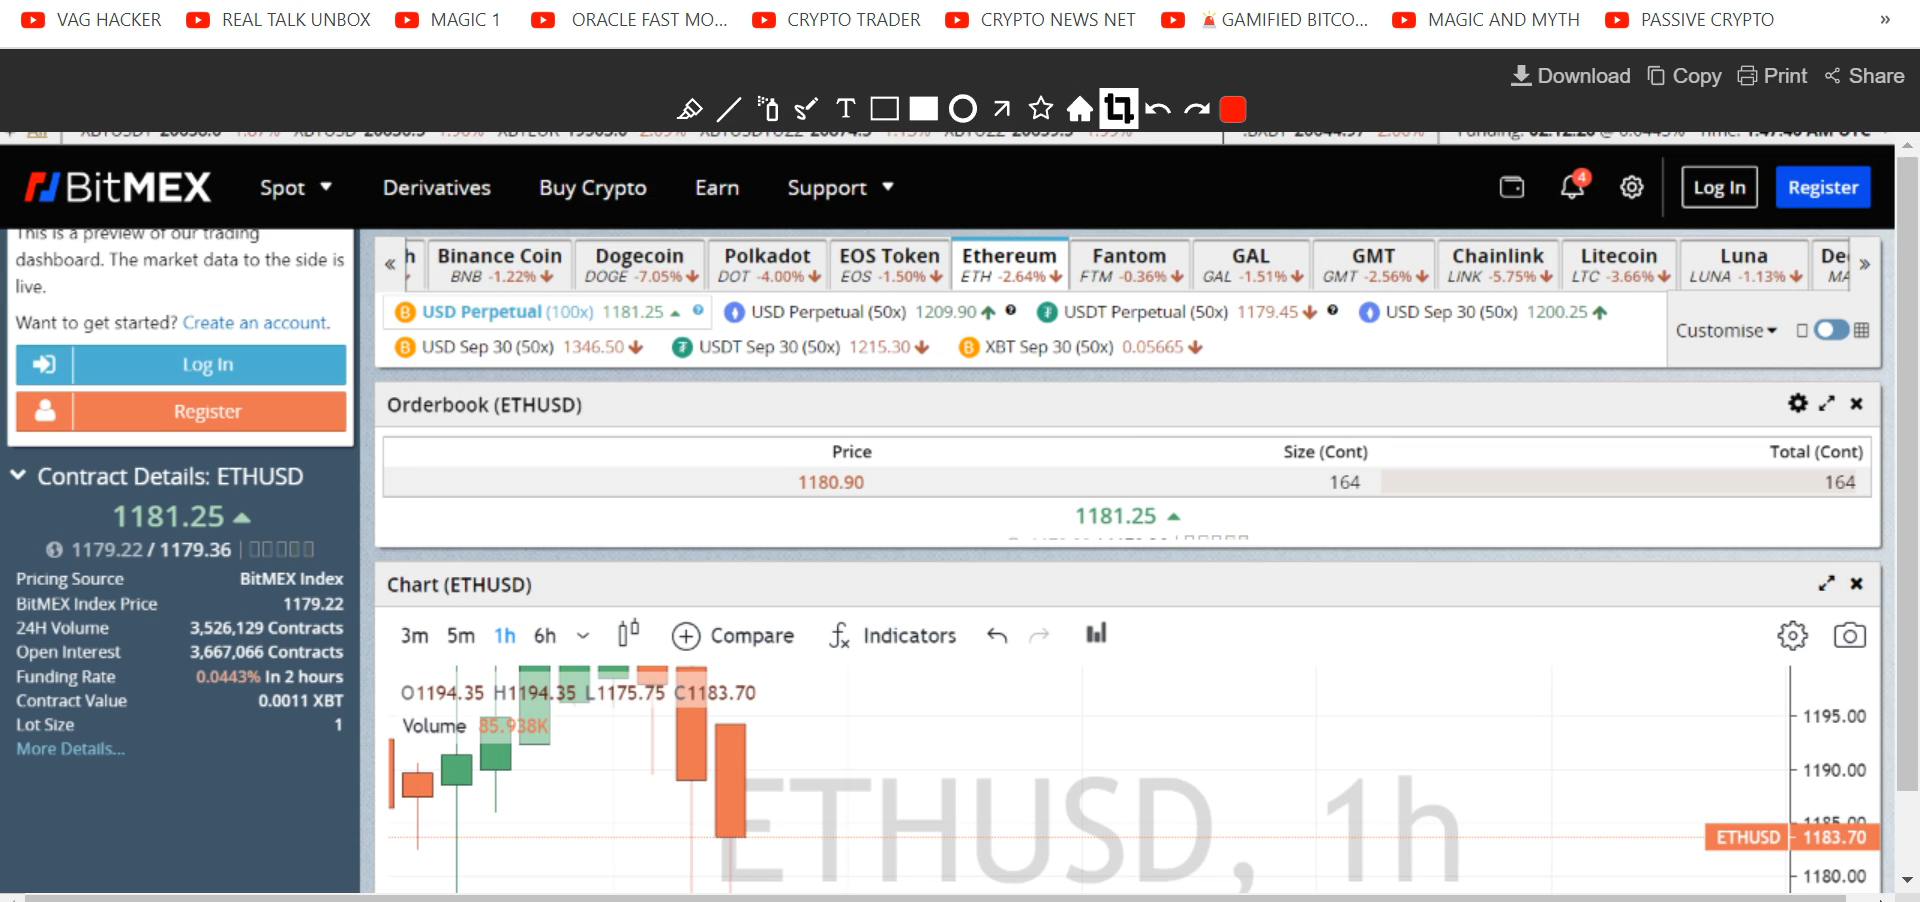 VAG HACKER REAL TALK UNBOX MAGIC 1 ORACLE FAST MO... CRYPTO TRADER CRYPTO NEWS NET GAMIFIED BITCO... MAGIC AND MYTH PASSIVE CRYPTO »
Download Copy Print Share
T
BitMEX Spot Derivatives Buy Crypto Earn Support 4 Log In Register
This is a preview of our trading
dashboard. The market data to the side is
live.
Want to get started? Create an account.
Log In
Register
Contract Details: ETHUSD
1181.25
1179.22 / 1179.36
Pricing Source BitMEX Index
BitMEX Index Price 1179.22
24H Volume 3,526,129 Contracts
Open Interest 3,667,066 Contracts
Funding Rate 0.0443% In 2 hours
Contract Value 0.0011 XBT
Lot Size 1
More Details...
« h Binance Coin Dogecoin Polkadot EOS Token Ethereum Fantom GAL GMT Chainlink Litecoin Luna De »
BNB -1.22% DOGE -7.05% DOT -4.00% EOS -1.50% ETH -2.64% FTM -0.36% GAL -1.51% GMT -2.56% LINK -5.75% LTC -3.66% LUNA -1.13% MA
USD Perpetual (100x) 1181.25 USD Perpetual (50x) 1209.90 USDT Perpetual (50x) 1179.45 USD Sep 30 (50x) 1200.25
Customise
USD Sep 30 (50x) 1346.50 USDT Sep 30 (50x) 1215.30 XBT Sep 30 (50x) 0.05665
Orderbook (ETHUSD)
Price Size (Cont) Total (Cont)
1180.90 164 164
1181.25
Chart (ETHUSD)
3m 5m 1h 6h Compare Indicators
O1194.35 H1194.35 L1175.75 C1183.70
Volume 85.938K
ETHUSD, 1h
1195.00
1190.00
1185.00
ETHUSD 1183.70
1180.00